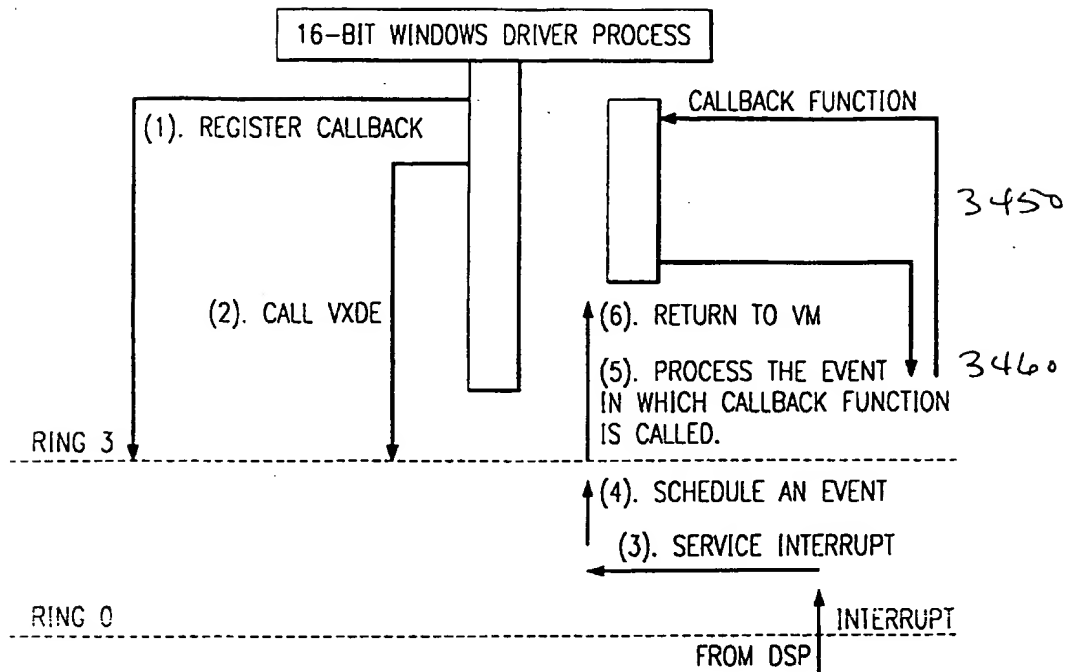 16-BIT WINDOWS DRIVER PROCESS
CALLBACK FUNCTION
(1). REGISTER CALLBACK
3450
(2). CALL VXDE
(6). RETURN TO VM
(5). PROCESS THE EVENT
IN WHICH CALLBACK FUNCTION
IS CALLED.
3460
RING 3
(4). SCHEDULE AN EVENT
(3). SERVICE INTERRUPT
RING 0
INTERRUPT
FROM DSP